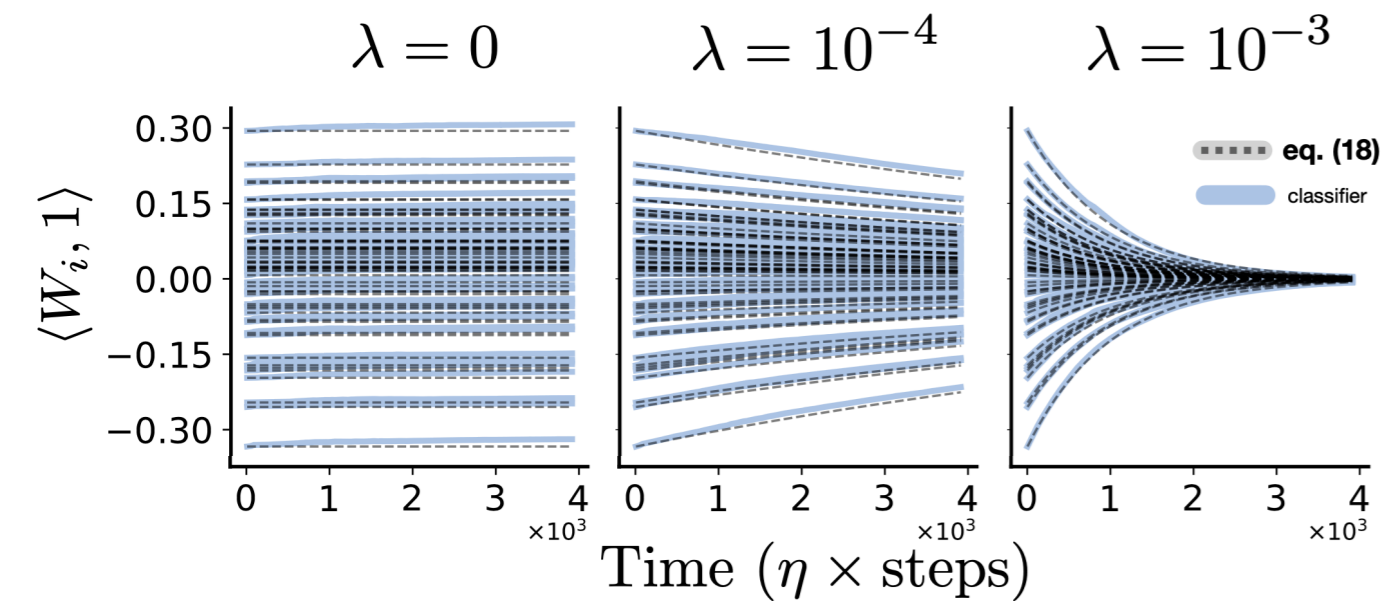 λ = 0
λ = 10⁻⁴
λ = 10⁻³
⟨Wᵢ, 1⟩
0.30
0.15
0.00
−0.15
−0.30
eq. (18)
classifier
0 1 2 3 4
×10³
0 1 2 3 4
×10³
0 1 2 3 4
×10³
Time (η × steps)